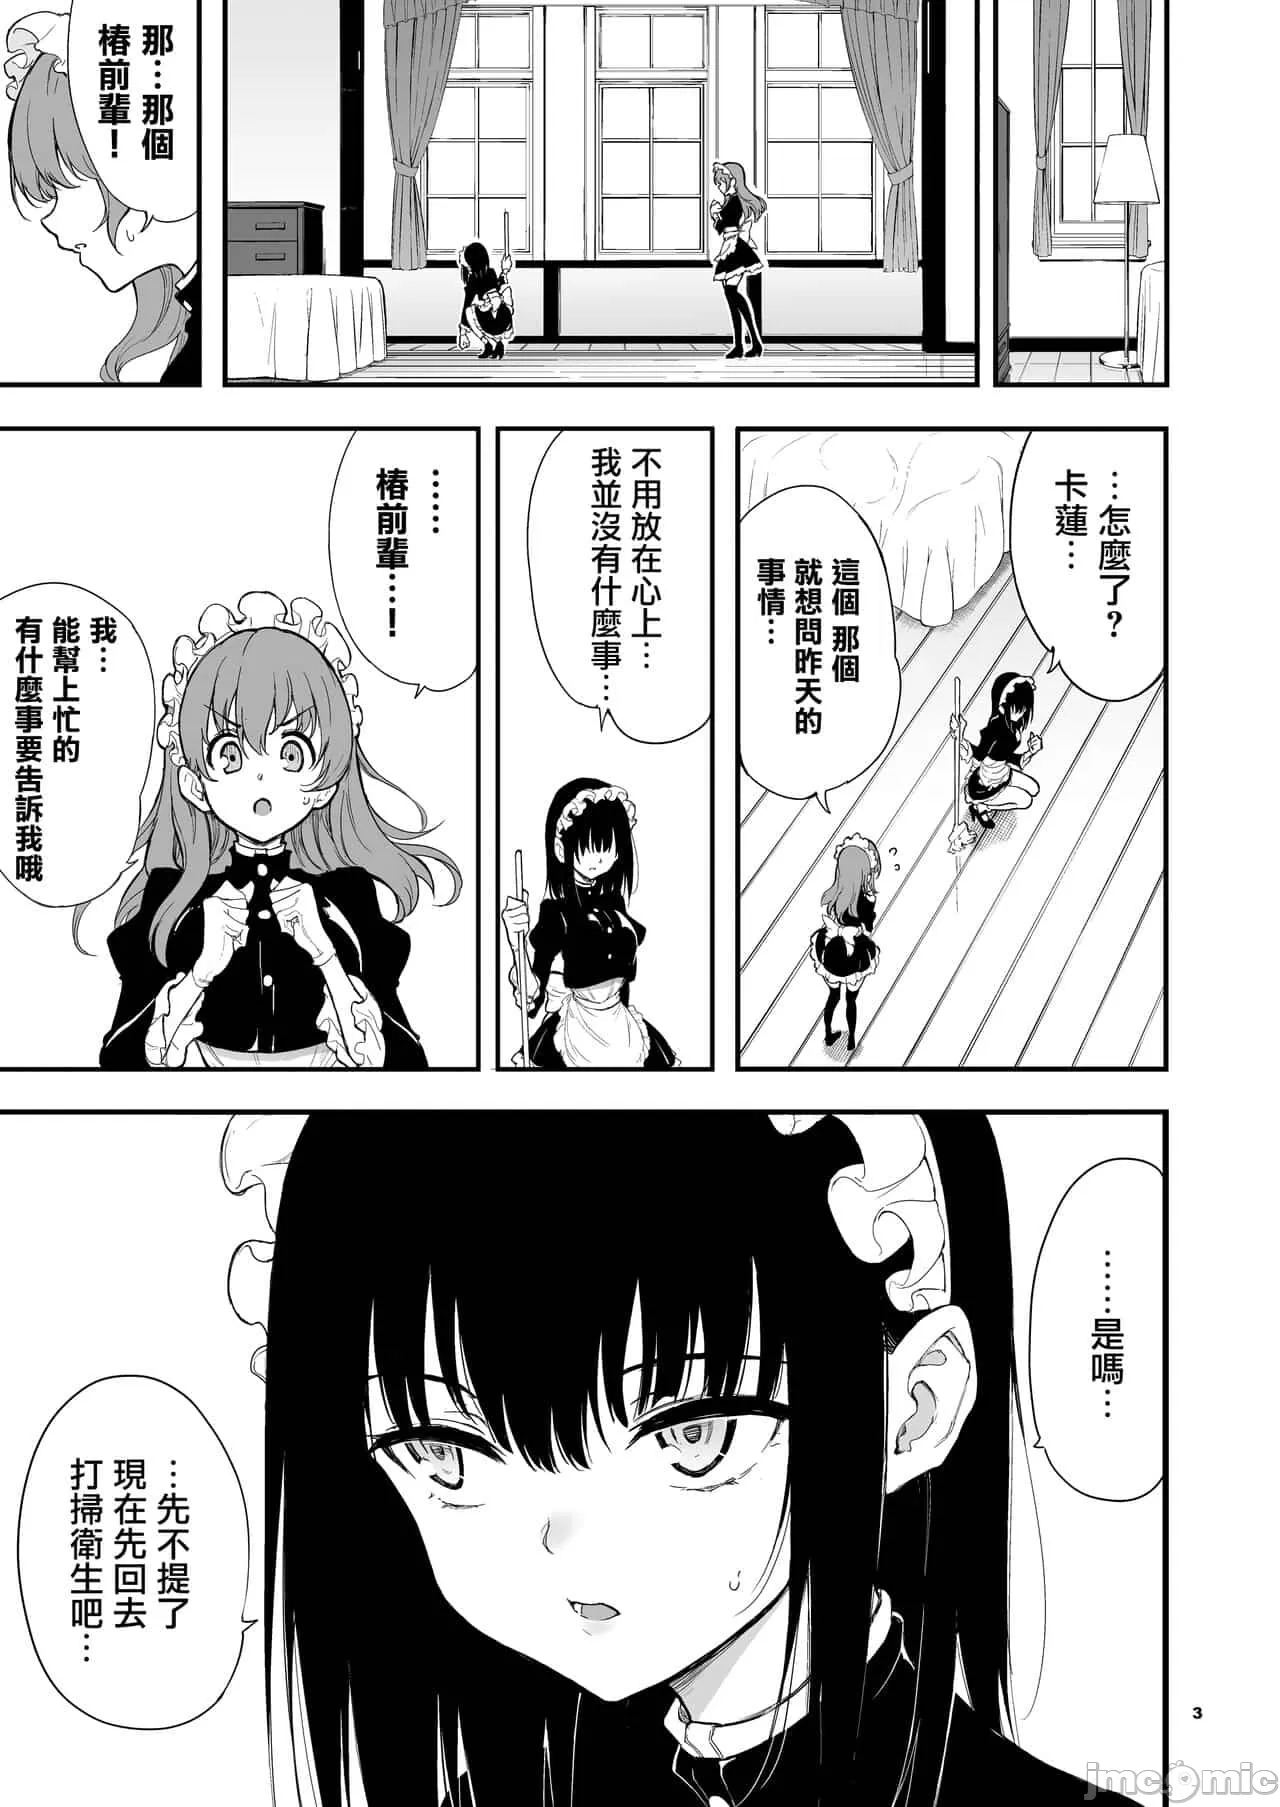 那…那個
椿前輩！
…怎麼了?
卡蓮…
這個 那個
就想問昨天的
事情…
不用放在心上…
我並沒有什麼事…
……
椿前輩…!
我…
能幫上忙的
有什麼事要告訴我哦
……是嗎…
…先不提了
現在先回去
打掃衛生吧…
3
jmcomic